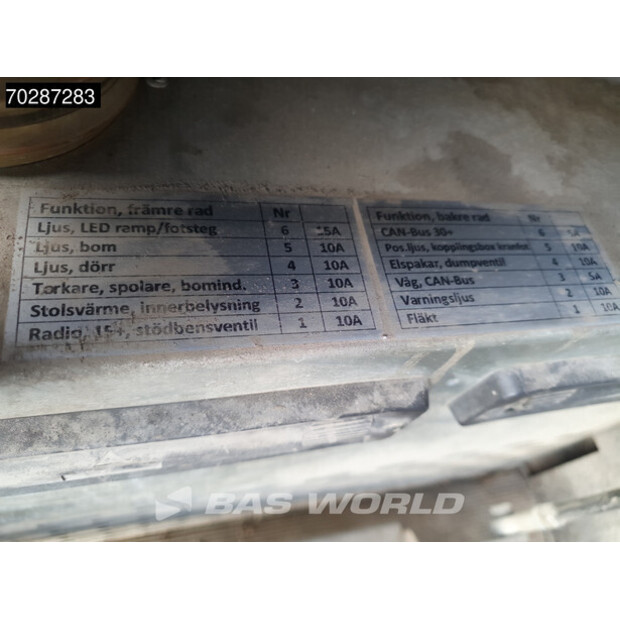 70287283
Funktion, främre rad Nr
Ljus, LED ramp/fotsteg 6 15A
Ljus, bom 5 10A
Ljus, dörr 4 10A
Torkare, spolare, bomind. 3 10A
Stolsvärme, innerbelysning 2 10A
Radio, 15+, stödbensventil 1 10A
Funktion, bakre rad Nr
CAN-Bus 30+ 6 5A
Pos.ljus, kopplingsbox kranfot. 5 10A
Elspakar, dumpventil 4 10A
Våg, CAN-Bus 3 5A
Varningsljus 2 10A
Fläkt 1 10A
BAS WORLD